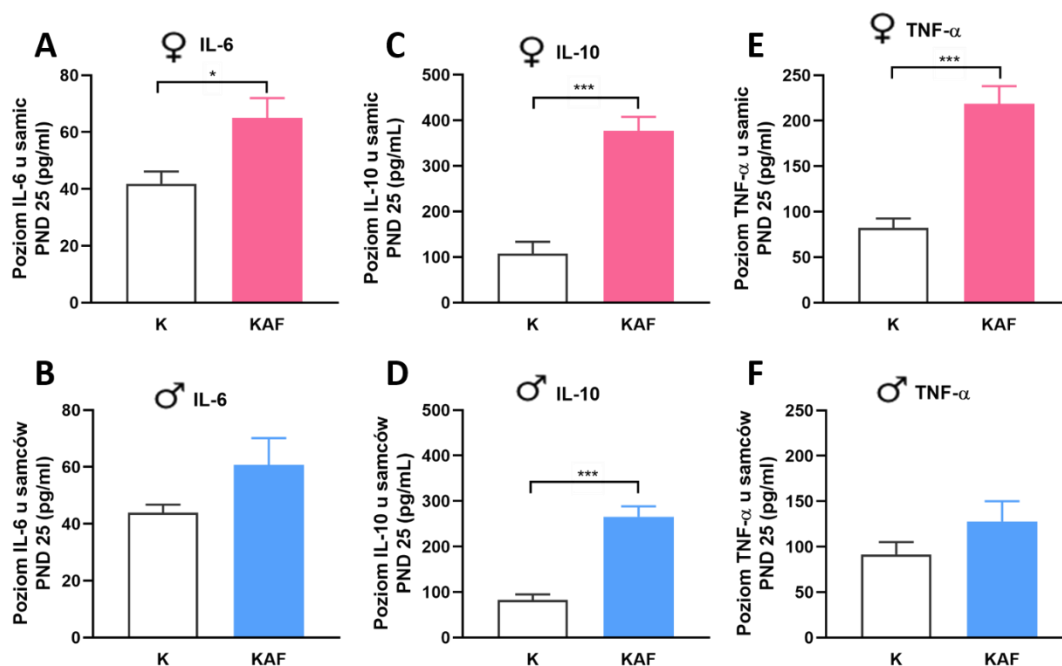 A
♀ IL-6
Poziom IL-6 u samic
PND 25 (pg/ml)
80
60
40
20
0
*
K KAF
C
♀ IL-10
Poziom IL-10 u samic
PND 25 (pg/mL)
500
400
300
200
100
0
***
K KAF
E
♀ TNF-α
Poziom TNF-α u samic
PND 25 (pg/ml)
250
200
150
100
50
0
***
K KAF
B
♂ IL-6
Poziom IL-6 u samców
PND 25 (pg/ml)
80
60
40
20
0
K KAF
D
♂ IL-10
Poziom IL-10 u samców
PND 25 (pg/mL)
500
400
300
200
100
0
***
K KAF
F
♂ TNF-α
Poziom TNF-α u samców
PND 25 (pg/ml)
250
200
150
100
50
0
K KAF